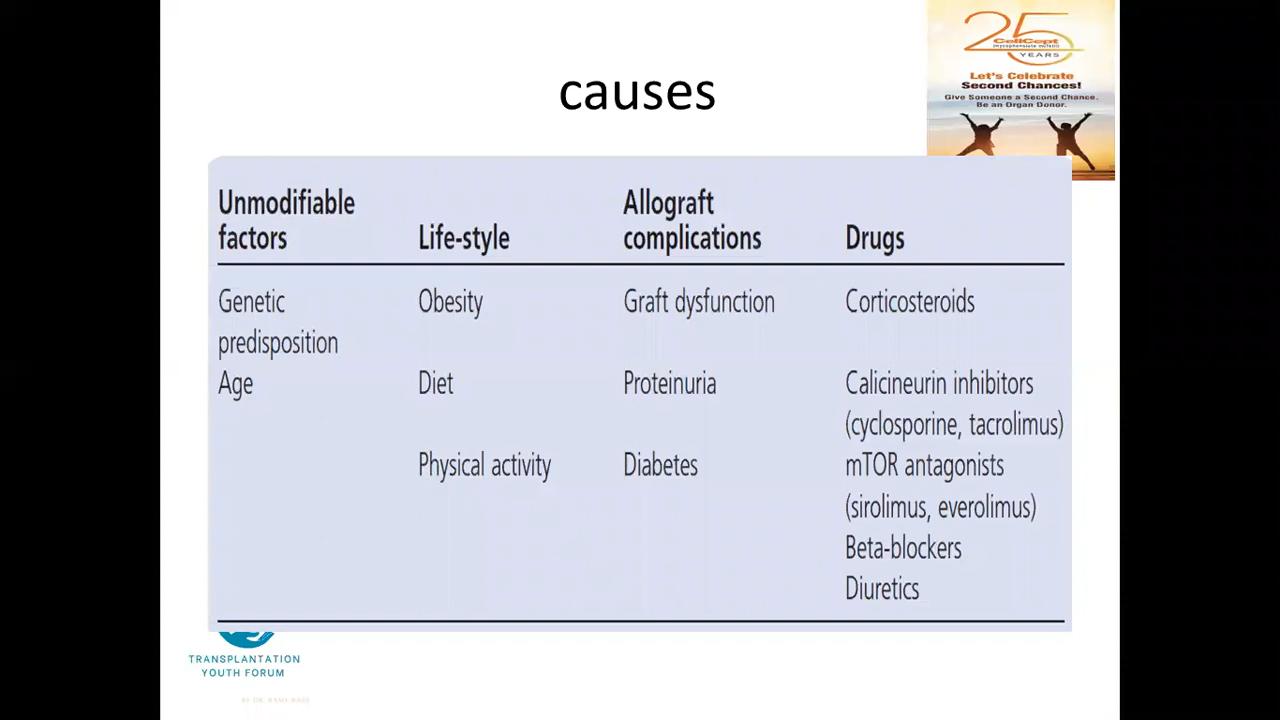 causes
25
CellCept
(mycophenolate mofetil)
YEARS
Let's Celebrate
Second Chances!
Give Someone a Second Chance.
Be an Organ Donor.
Unmodifiable factors
Life-style
Allograft complications
Drugs
Genetic predisposition
Obesity
Graft dysfunction
Corticosteroids
Age
Diet
Proteinuria
Calicineurin inhibitors
(cyclosporine, tacrolimus)
Physical activity
Diabetes
mTOR antagonists
(sirolimus, everolimus)
Beta-blockers
Diuretics
TRANSPLANTATION
YOUTH FORUM